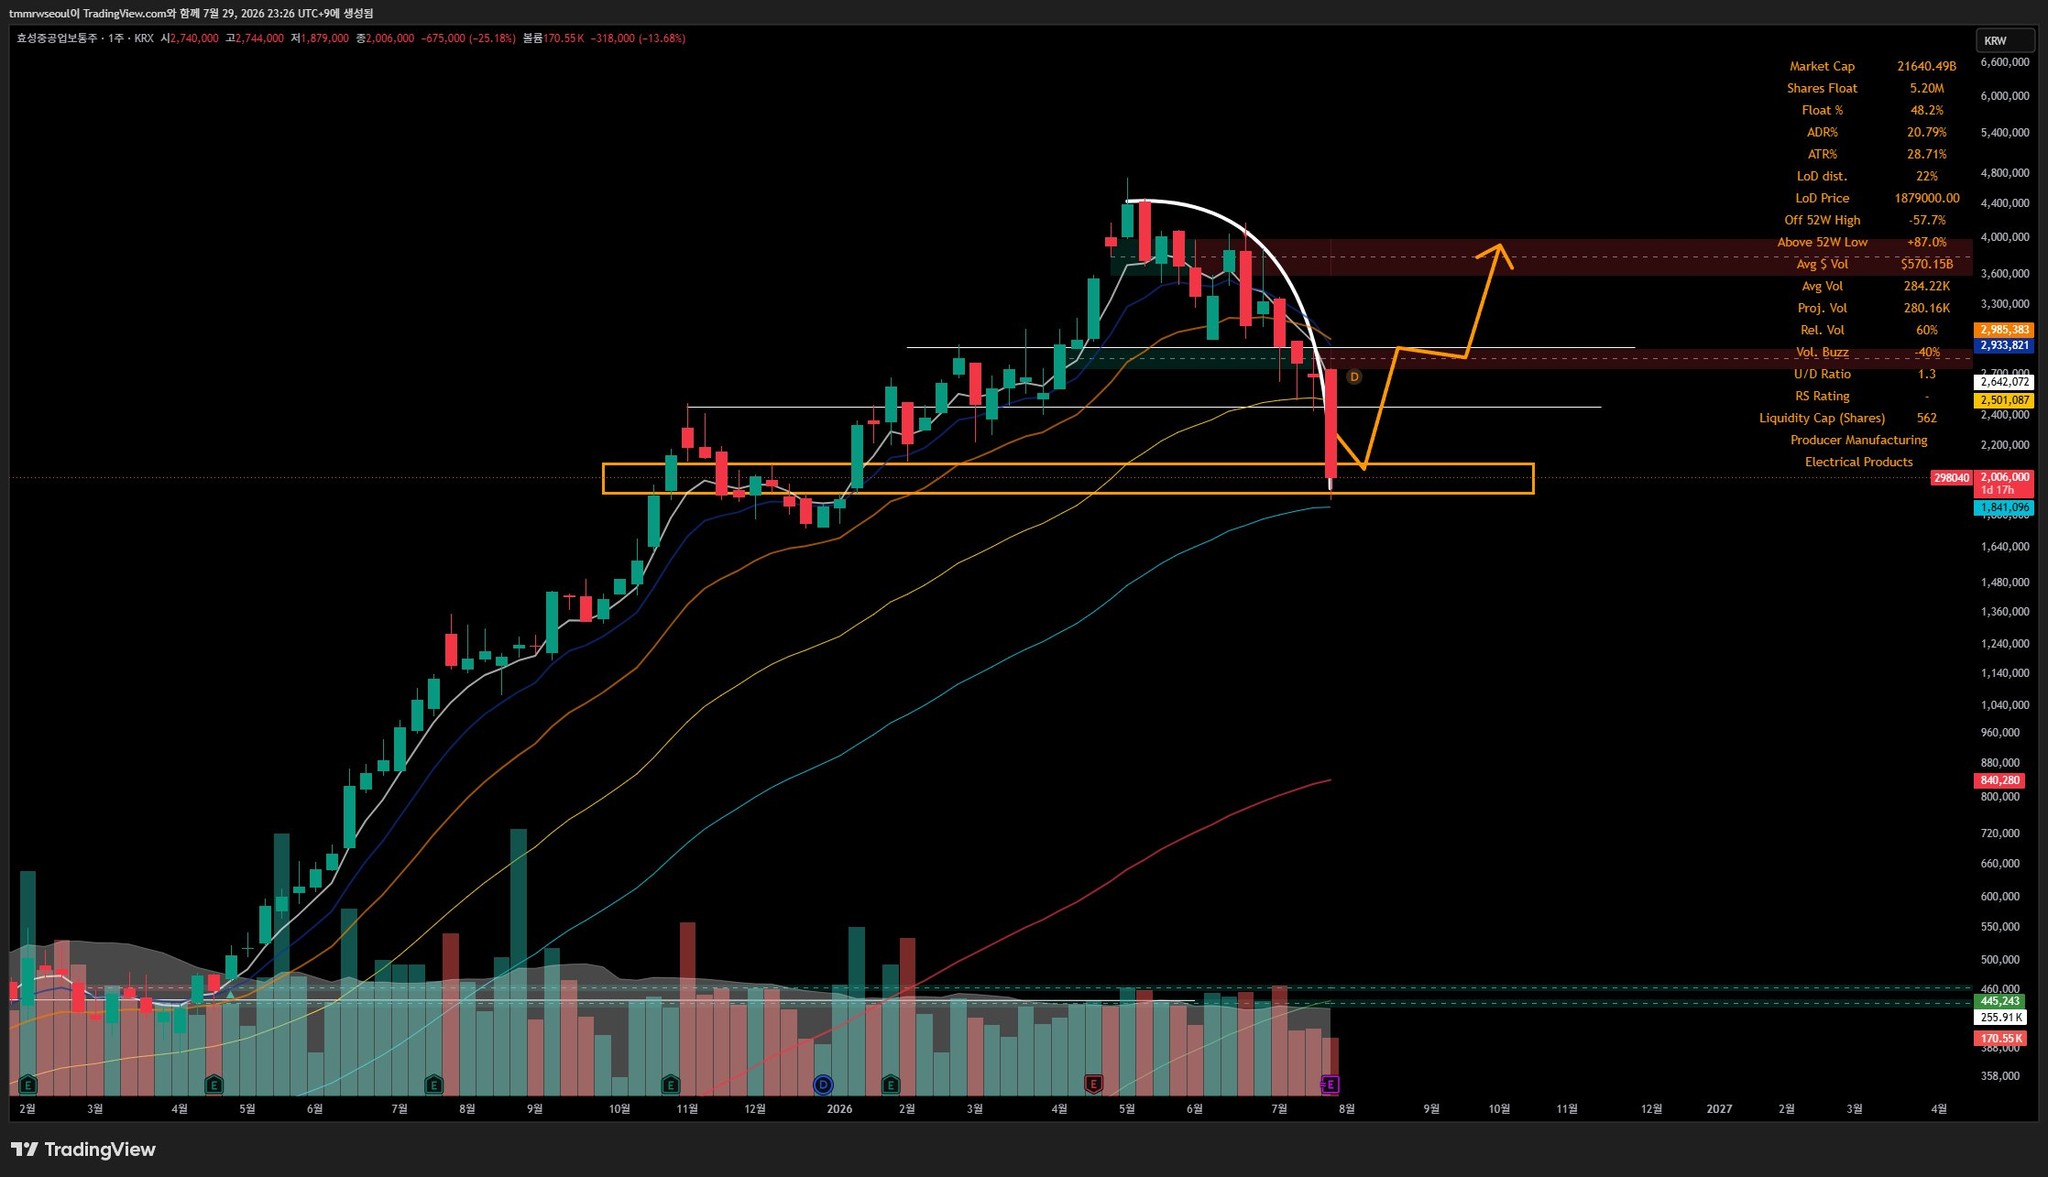 tmmrwseoul이 TradingView.com와 함께 7월 29, 2026 23:26 UTC+9에 생성됨
효성중공업보통주 · 1주 · KRX 시2,740,000 고2,744,000 저1,879,000 종2,006,000 -675,000 (-25.18%) 볼륨170.55K -318,000 (-13.68%)
KRW
6,600,000
Market Cap 21640.49B
Shares Float 5.20M
6,000,000
Float % 48.2%
ADR% 20.79%
5,400,000
ATR% 28.71%
LoD dist. 22%
4,800,000
LoD Price 1879000.00
4,400,000
Off 52W High -57.7%
4,000,000
Above 52W Low +87.0%
Avg $ Vol $570.15B
3,600,000
Avg Vol 284.22K
3,300,000
Proj. Vol 280.16K
Rel. Vol 60%
2,985,383
2,933,821
Vol. Buzz -40%
2,700,000
U/D Ratio 1.3
D
2,642,072
RS Rating -
2,501,087
2,400,000
Liquidity Cap (Shares) 562
Producer Manufacturing
2,200,000
Electrical Products
298040 2,006,000
1d 17h
1,841,096
1,640,000
1,480,000
1,360,000
1,240,000
1,140,000
1,040,000
960,000
880,000
840,280
800,000
720,000
660,000
600,000
550,000
500,000
460,000
445,243
255.91K
170.55K
388,000
358,000
E E E E D E E E
2월 3월 4월 5월 6월 7월 8월 9월 10월 11월 12월 2026 2월 3월 4월 5월 6월 7월 8월 9월 10월 11월 12월 2027 2월 3월 4월
TradingView